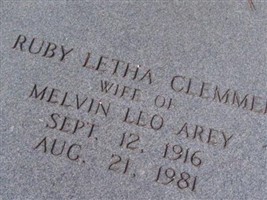 RUBY LETHA CLEMMER
WIFE OF
MELVIN LEO AREY
SEPT. 12, 1916
AUG. 21, 1981